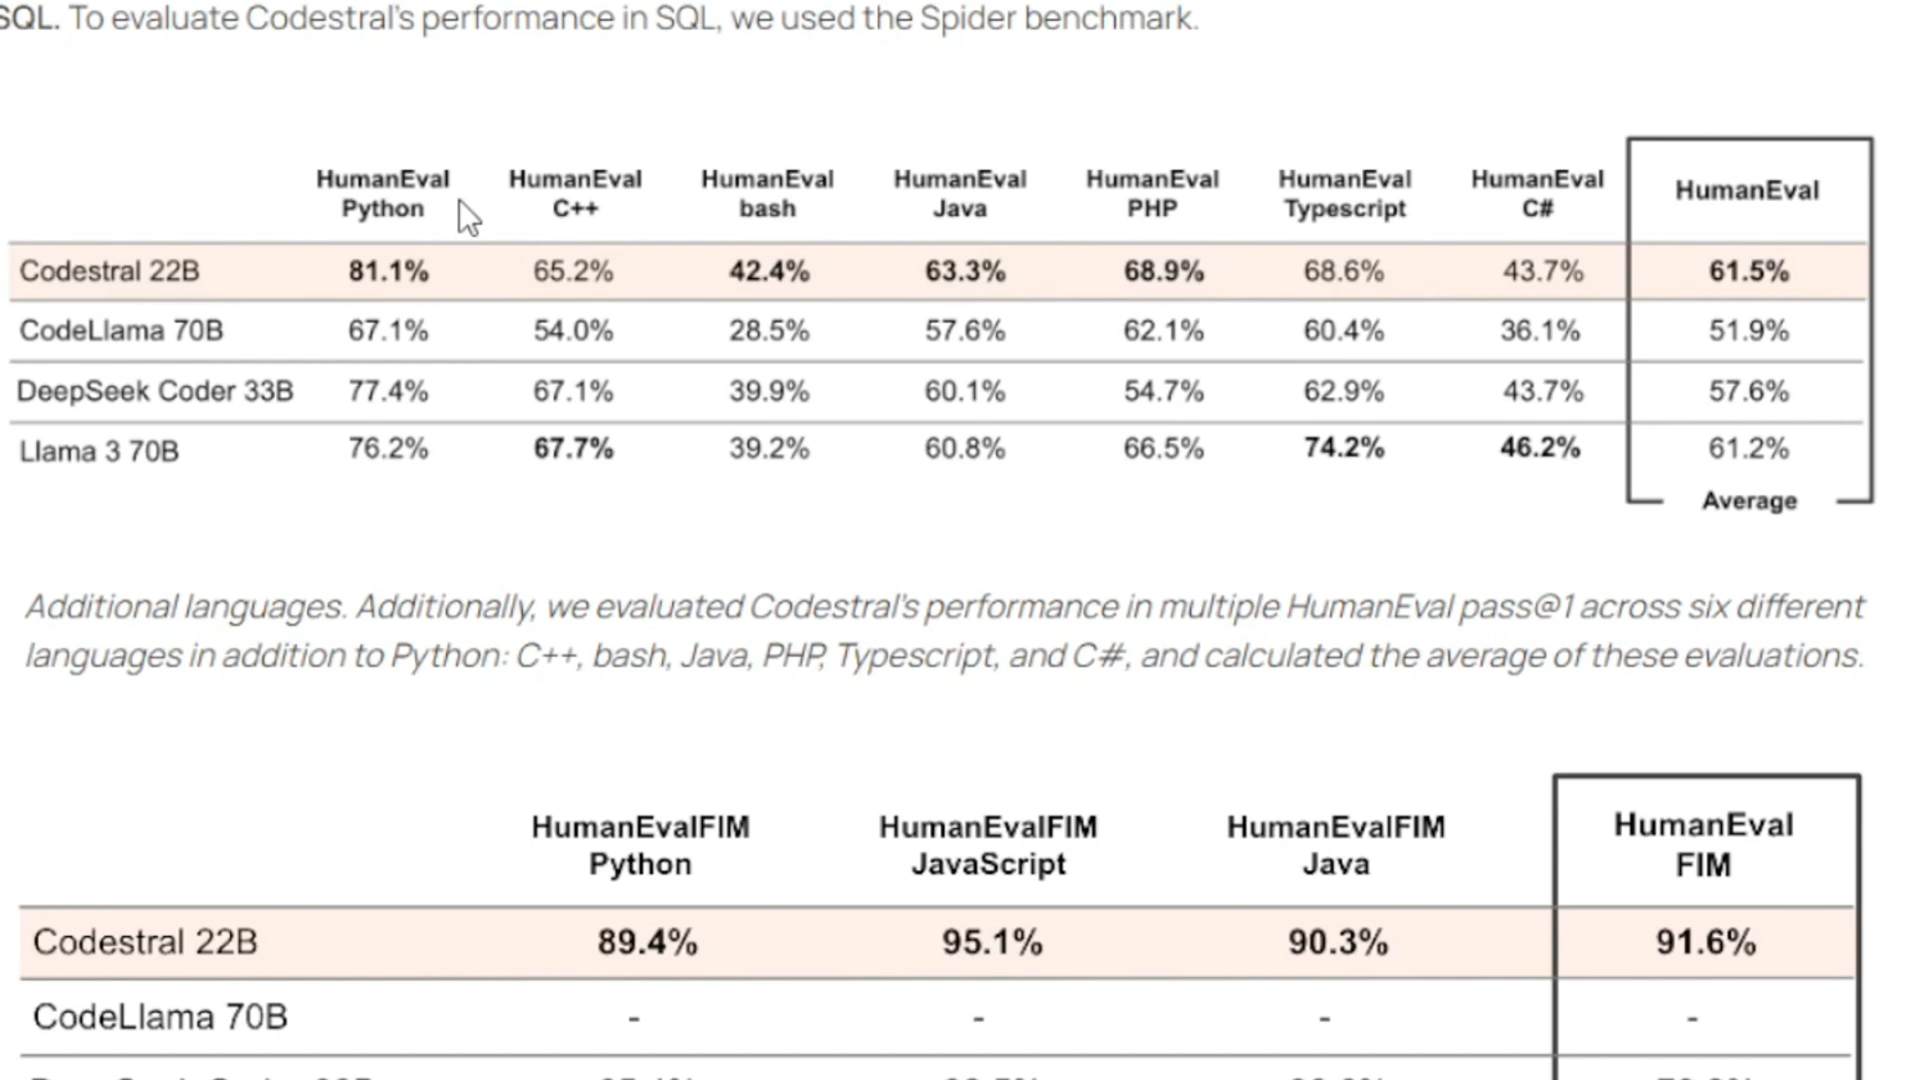 SQL. To evaluate Codestral's performance in SQL, we used the Spider benchmark.
HumanEval Python HumanEval C++ HumanEval bash HumanEval Java HumanEval PHP HumanEval Typescript HumanEval C# HumanEval
Codestral 22B 81.1% 65.2% 42.4% 63.3% 68.9% 68.6% 43.7% 61.5%
CodeLlama 70B 67.1% 54.0% 28.5% 57.6% 62.1% 60.4% 36.1% 51.9%
DeepSeek Coder 33B 77.4% 67.1% 39.9% 60.1% 54.7% 62.9% 43.7% 57.6%
Llama 3 70B 76.2% 67.7% 39.2% 60.8% 66.5% 74.2% 46.2% 61.2%
Average
Additional languages. Additionally, we evaluated Codestral's performance in multiple HumanEval pass@1 across six different
languages in addition to Python: C++, bash, Java, PHP, Typescript, and C#, and calculated the average of these evaluations.
HumanEvalFIM Python HumanEvalFIM JavaScript HumanEvalFIM Java HumanEval FIM
Codestral 22B 89.4% 95.1% 90.3% 91.6%
CodeLlama 70B - - - -